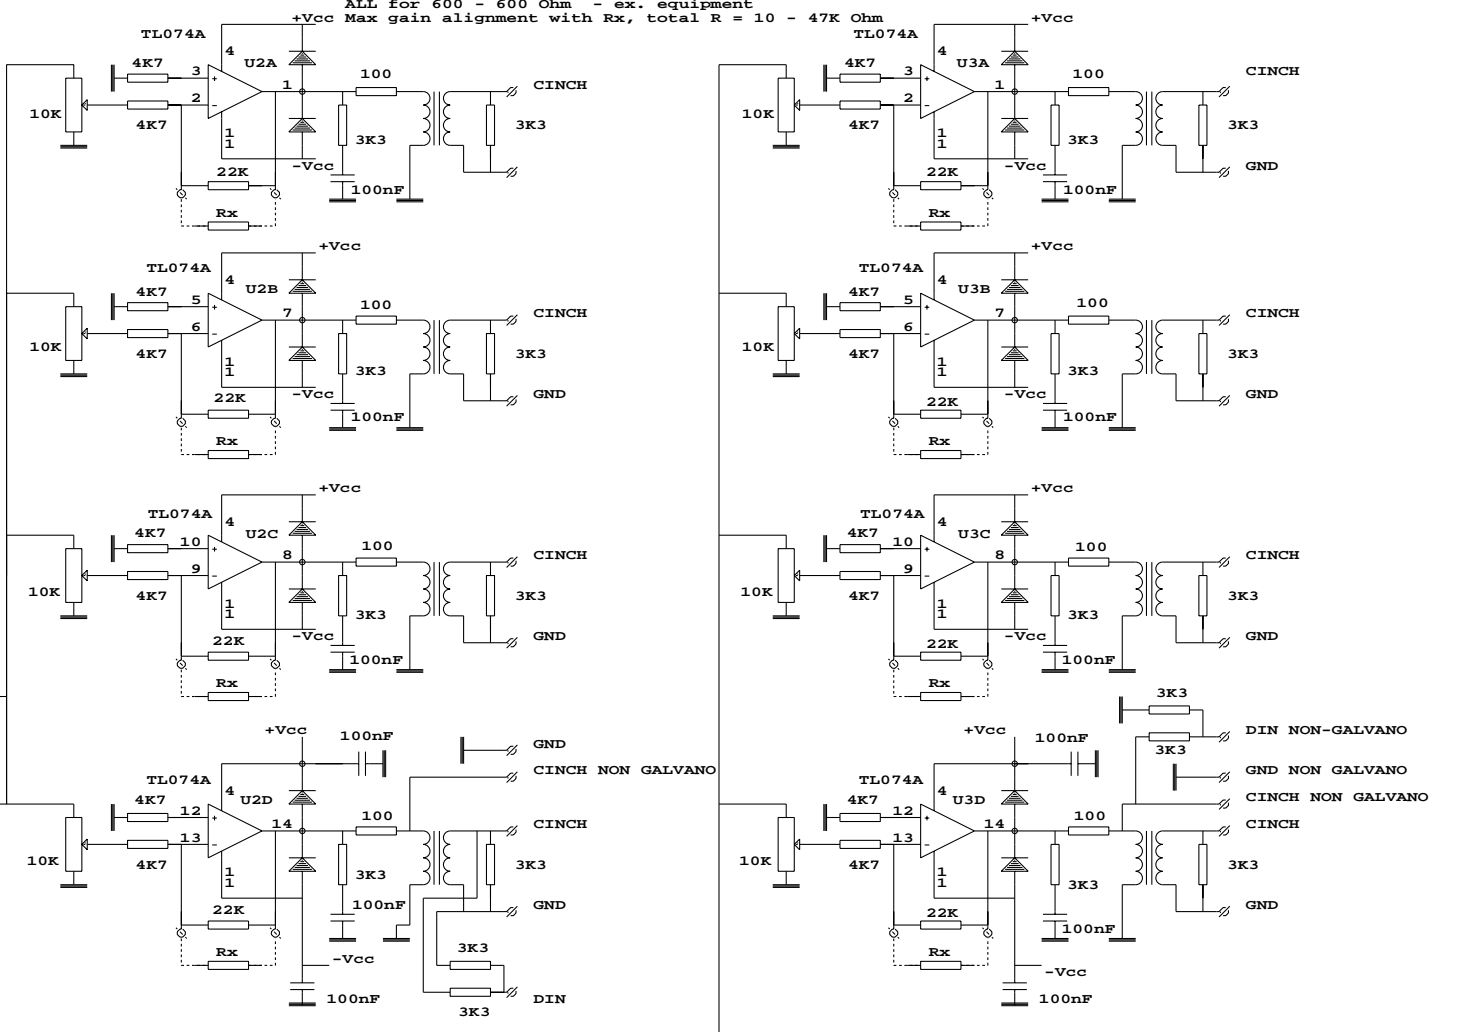 ALL for 600 - 600 Ohm - ex. equipment
+Vcc Max gain alignment with Rx, total R = 10 - 47K Ohm +Vcc
TL074A
4
U2A
4K7
3
2
1
100
CINCH
10K
4K7
1
1
3K3
3K3
-Vcc
22K
100nF
Rx
TL074A
4
U3A
4K7
3
2
1
100
CINCH
10K
4K7
1
1
3K3
3K3
-Vcc
GND
22K
100nF
Rx
+Vcc
TL074A
4
U2B
4K7
5
6
7
100
CINCH
10K
4K7
1
1
3K3
3K3
-Vcc
GND
22K
100nF
Rx
+Vcc
TL074A
4
U3B
4K7
5
6
7
100
CINCH
10K
4K7
1
1
3K3
3K3
-Vcc
GND
22K
100nF
Rx
+Vcc
TL074A
4
U2C
4K7
10
9
8
100
CINCH
10K
4K7
1
1
3K3
3K3
-Vcc
GND
22K
100nF
Rx
+Vcc
TL074A
4
U3C
4K7
10
9
8
100
CINCH
10K
4K7
1
1
3K3
3K3
-Vcc
GND
22K
100nF
Rx
+Vcc
100nF
GND
CINCH NON GALVANO
TL074A
4
U2D
4K7
12
13
14
100
CINCH
10K
4K7
1
1
3K3
3K3
100nF
GND
22K
Rx
-Vcc
3K3
100nF
3K3
DIN
3K3
DIN NON-GALVANO
3K3
+Vcc
100nF
GND NON GALVANO
CINCH NON GALVANO
TL074A
4
U3D
4K7
12
13
14
100
CINCH
10K
4K7
1
1
3K3
3K3
GND
22K
100nF
Rx
-Vcc
100nF